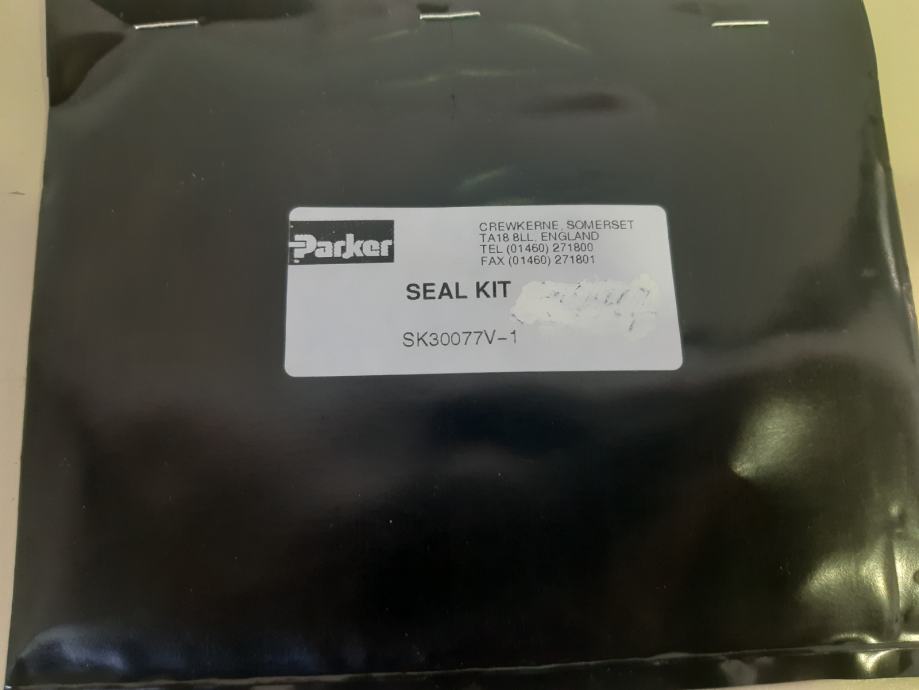 Parker
CREWKERNE, SOMERSET
TA18 8LL, ENGLAND
TEL (01460) 271800
FAX (01460) 271801
SEAL KIT
SK30077V-1